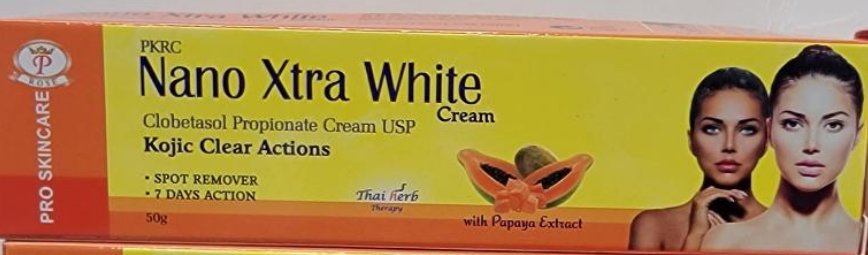 P
ROSE
PRO SKINCARE
PKRC
Nano Xtra White
Cream
Clobetasol Propionate Cream USP
Kojic Clear Actions
• SPOT REMOVER
• 7 DAYS ACTION
50g
Thai herb
Therapy
with Papaya Extract